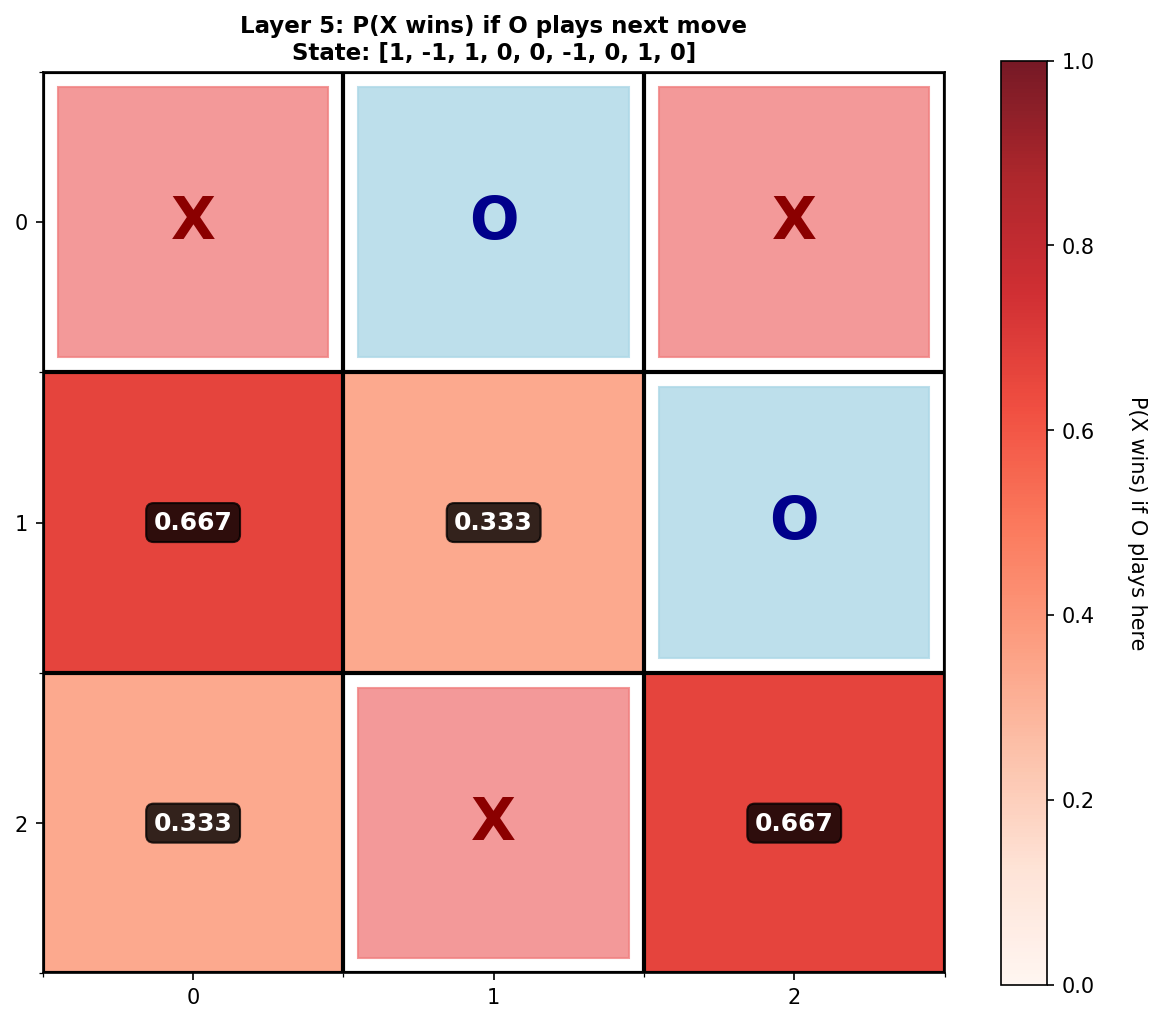 Layer 5: P(X wins) if O plays next move
State: [1, -1, 1, 0, 0, -1, 0, 1, 0]
0
X
O
X
1
0.667
0.333
O
2
0.333
X
0.667
0
1
2
1.0
0.8
0.6
0.4
0.2
0.0
P(X wins) if O plays here